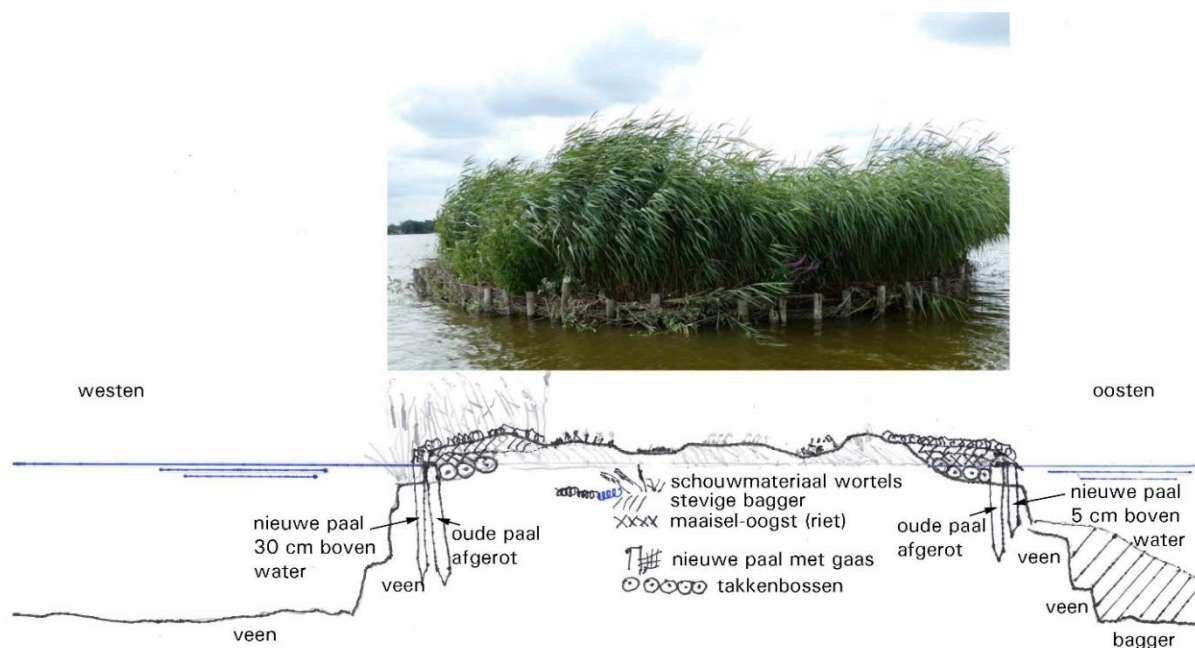 westen
oosten
schouwmateriaal wortels
stevige bagger
maaisel-oogst (riet)
nieuwe paal met gaas
takkenbossen
nieuwe paal
30 cm boven
water
oude paal
afgerot
veen
veen
oude paal
afgerot
nieuwe paal
5 cm boven
water
veen
veen
bagger